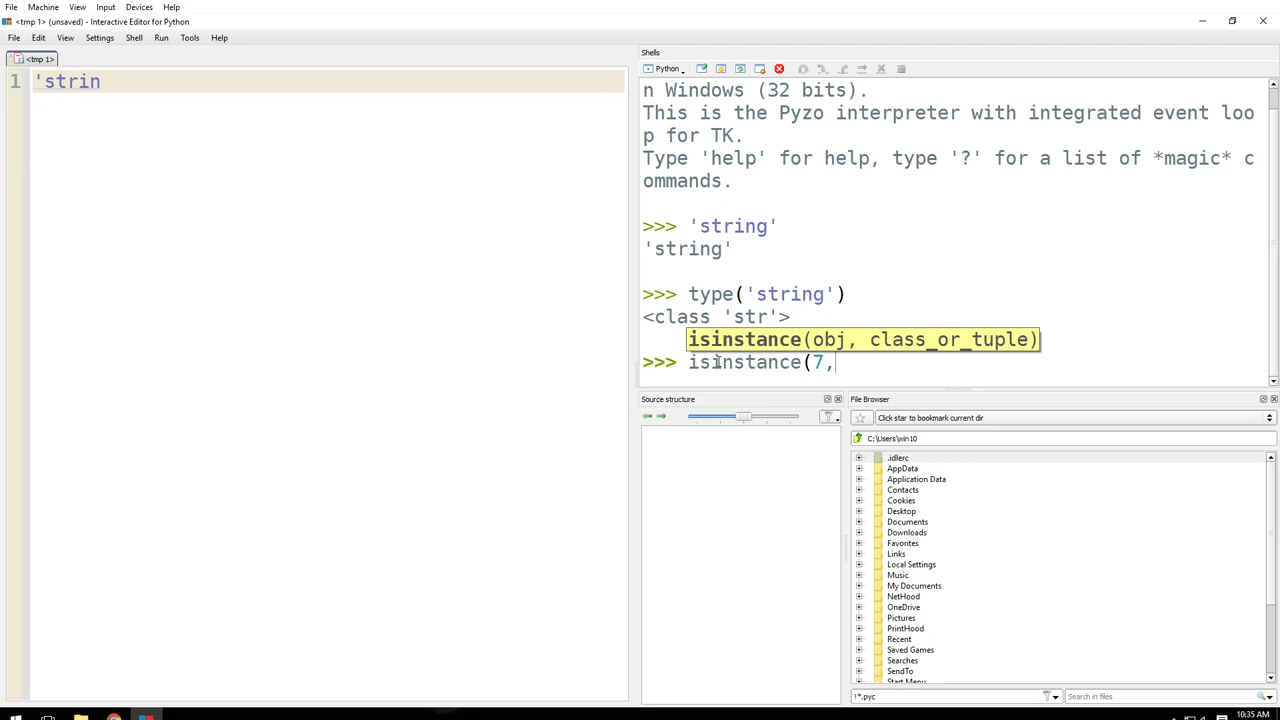 File Machine View Input Devices Help
<tmp 1> (unsaved) - Interactive Editor for Python
File Edit View Settings Shell Run Tools Help
<tmp 1>
1 'strin
Shells
Python
n Windows (32 bits).
This is the Pyzo interpreter with integrated event loo
p for TK.
Type 'help' for help, type '?' for a list of *magic* c
ommands.
>>> 'string'
'string'
>>> type('string')
<class 'str'>
isinstance(obj, class_or_tuple)
>>> isinstance(7,
Source structure
File Browser
Click star to bookmark current dir
C:\Users\win10
.idlerc
AppData
Application Data
Contacts
Cookies
Desktop
Documents
Downloads
Favorites
Links
Local Settings
Music
My Documents
NetHood
OneDrive
Pictures
PrintHood
Recent
Saved Games
Searches
SendTo
Start Menu
!*.pyc
Search in files
10:35 AM